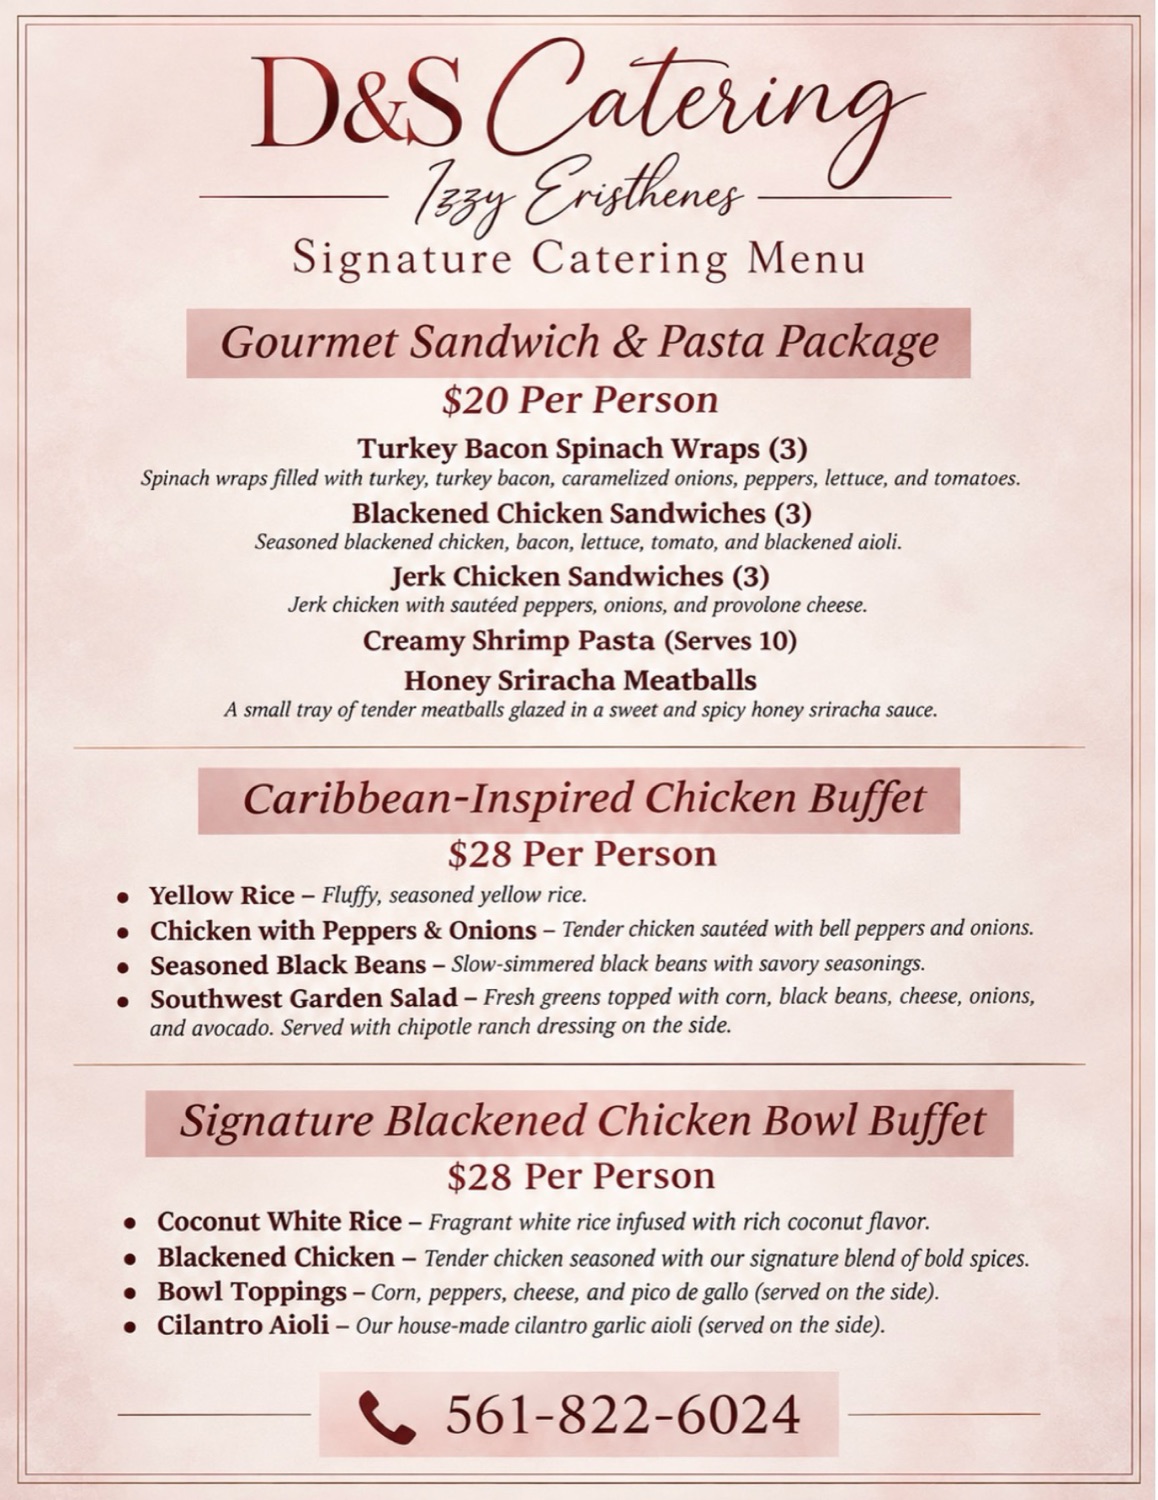 D&S Catering
Izzy Eristhenes
Signature Catering Menu
Gourmet Sandwich & Pasta Package
$20 Per Person
Turkey Bacon Spinach Wraps (3)
Spinach wraps filled with turkey, turkey bacon, caramelized onions, peppers, lettuce, and tomatoes.
Blackened Chicken Sandwiches (3)
Seasoned blackened chicken, bacon, lettuce, tomato, and blackened aioli.
Jerk Chicken Sandwiches (3)
Jerk chicken with sautéed peppers, onions, and provolone cheese.
Creamy Shrimp Pasta (Serves 10)
Honey Sriracha Meatballs
A small tray of tender meatballs glazed in a sweet and spicy honey sriracha sauce.
Caribbean-Inspired Chicken Buffet
$28 Per Person
• Yellow Rice – Fluffy, seasoned yellow rice.
• Chicken with Peppers & Onions – Tender chicken sautéed with bell peppers and onions.
• Seasoned Black Beans – Slow-simmered black beans with savory seasonings.
• Southwest Garden Salad – Fresh greens topped with corn, black beans, cheese, onions,
and avocado. Served with chipotle ranch dressing on the side.
Signature Blackened Chicken Bowl Buffet
$28 Per Person
• Coconut White Rice – Fragrant white rice infused with rich coconut flavor.
• Blackened Chicken – Tender chicken seasoned with our signature blend of bold spices.
• Bowl Toppings – Corn, peppers, cheese, and pico de gallo (served on the side).
• Cilantro Aioli – Our house-made cilantro garlic aioli (served on the side).
561-822-6024